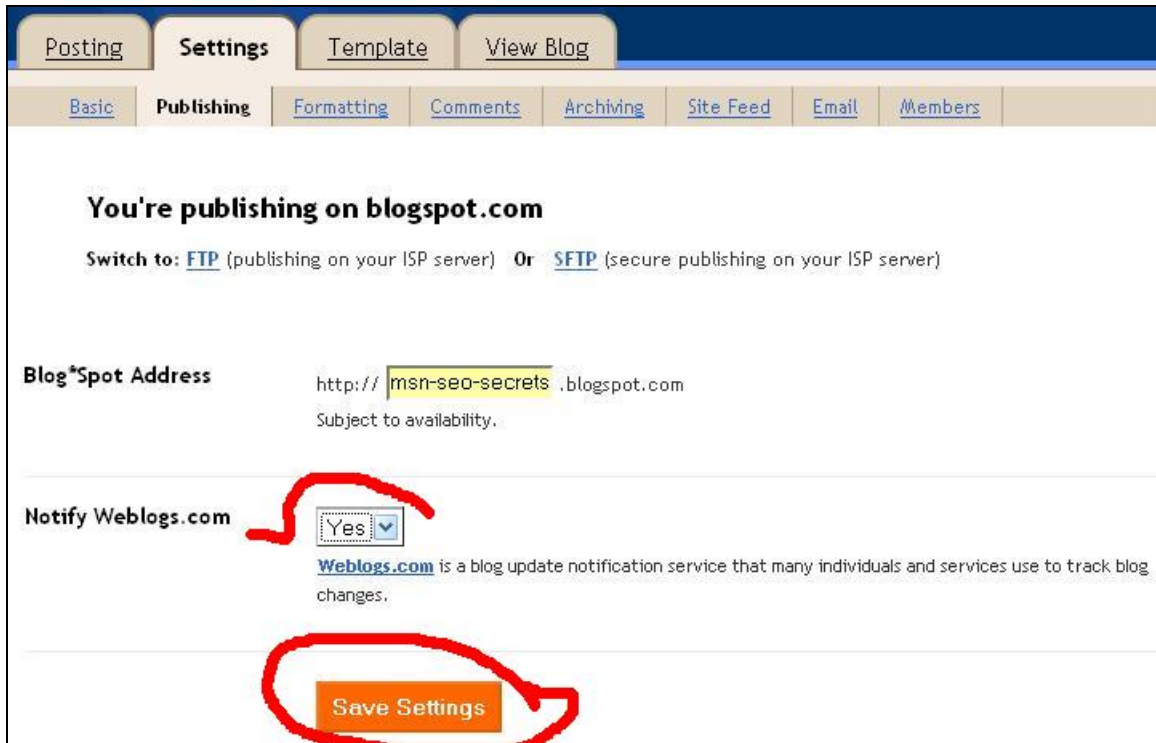 Posting Settings Template View Blog
Basic Publishing Formatting Comments Archiving Site Feed Email Members
You're publishing on blogspot.com
Switch to: FTP (publishing on your ISP server) Or SFTP (secure publishing on your ISP server)
Blog*Spot Address http:// msn-seo-secrets .blogspot.com
Subject to availability.
Notify Weblogs.com Yes
Weblogs.com is a blog update notification service that many individuals and services use to track blog
changes.
Save Settings